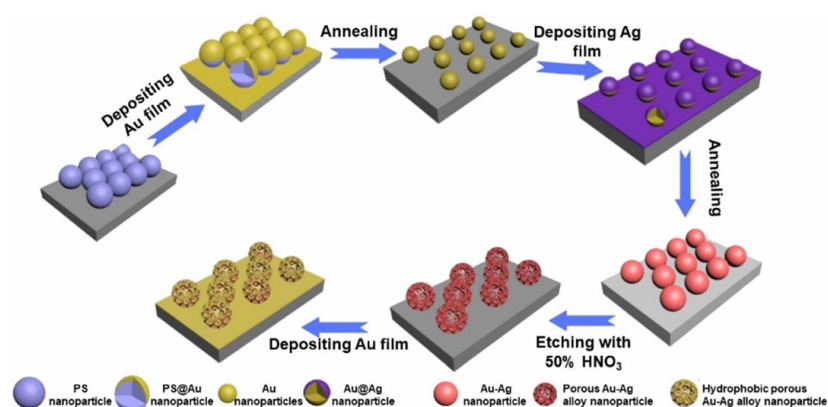 Depositing
Au film
Annealing
Depositing Ag
film
Annealing
Etching with
50% HNO₃
Depositing Au film
PS
nanoparticle
PS@Au
nanoparticle
Au
nanoparticles
Au@Ag
nanoparticle
Au-Ag
nanoparticle
Porous Au-Ag
alloy nanoparticle
Hydrophobic porous
Au-Ag alloy nanoparticle